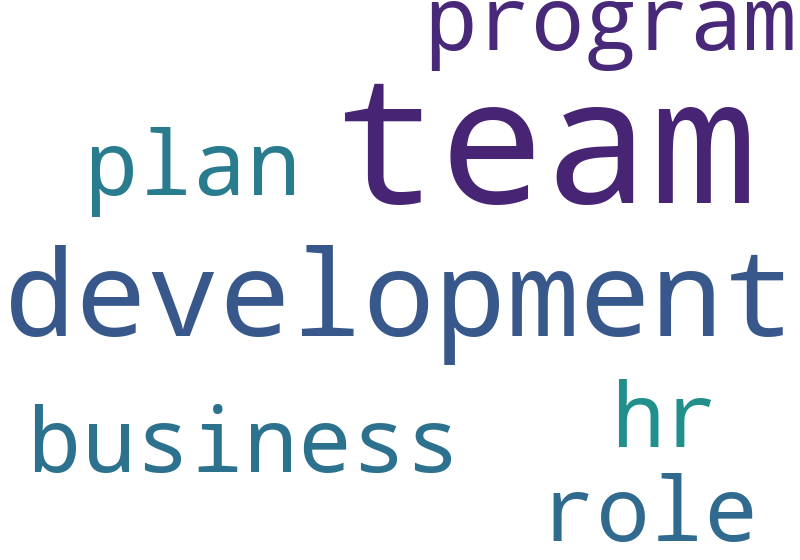 program
team
plan
development
hr
business
role